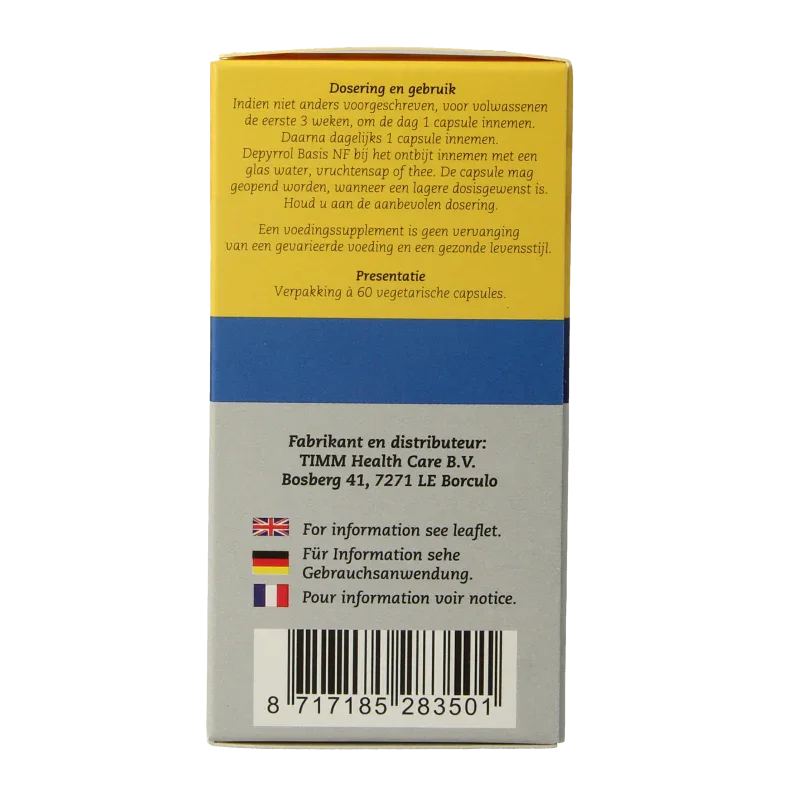 Dosering en gebruik
Indien niet anders voorgeschreven, voor volwassenen
de eerste 3 weken, om de dag 1 capsule innemen.
Daarna dagelijks 1 capsule innemen.
Depyrrol Basis NF bij het ontbijt innemen met een
glas water, vruchtensap of thee. De capsule mag
geopend worden, wanneer een lagere dosisgewenst is.
Houd u aan de aanbevolen dosering.
Een voedingssupplement is geen vervanging
van een gevarieerde voeding en een gezonde levensstijl.
Presentatie
Verpakking à 60 vegetarische capsules.
Fabrikant en distributeur:
TIMM Health Care B.V.
Bosberg 41, 7271 LE Borculo
For information see leaflet.
Für Information sehe
Gebrauchsanwendung.
Pour information voir notice.
8 717185 283501